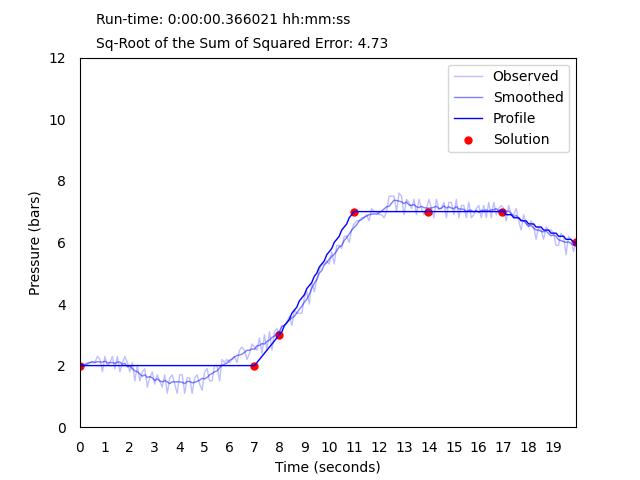 Run-time: 0:00:00.366021 hh:mm:ss
Sq-Root of the Sum of Squared Error: 4.73
Observed
Smoothed
Profile
Solution
Pressure (bars)
12
10
8
6
4
2
0
0 1 2 3 4 5 6 7 8 9 10 11 12 13 14 15 16 17 18 19
Time (seconds)